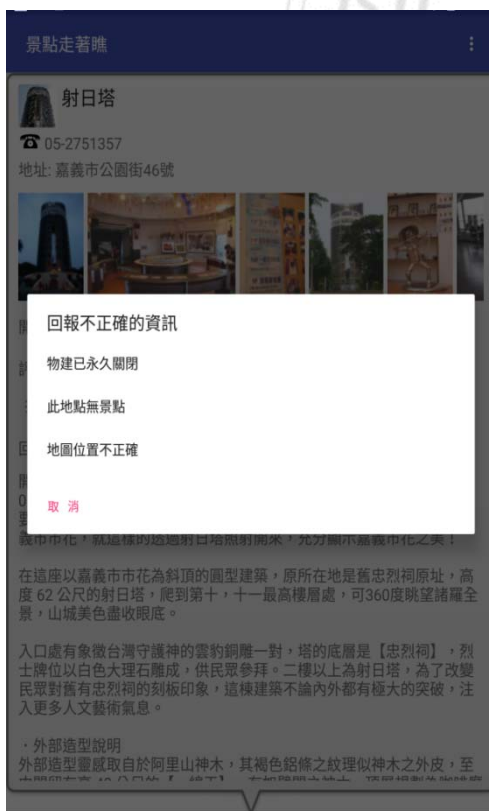 景點走著瞧
射日塔
05-2751357
地址: 嘉義市公園街46號
回報不正確的資訊
物建已永久關閉
此地點無景點
地圖位置不正確
取 消
義市市花，就這樣的透過射日塔照射開來，充分顯示嘉義市花之美！
在這座以嘉義市市花為斜頂的圓型建築，原所在地是舊忠烈祠原址，高
度 62 公尺的射日塔，爬到第十，十一最高樓層處，可360度眺望諸羅全
景，山城美色盡收眼底。
入口處有象徵台灣守護神的雲豹銅雕一對，塔的底層是【忠烈祠】，烈
士牌位以白色大理石雕成，供民眾參拜。二樓以上為射日塔，為了改變
民眾對舊有忠烈祠的刻板印象，這棟建築不論內外都有極大的突破，注
入更多人文藝術氣息。
・外部造型說明
外部造型靈感取自於阿里山神木，其褐色鋁條之紋理似神木之外皮，至